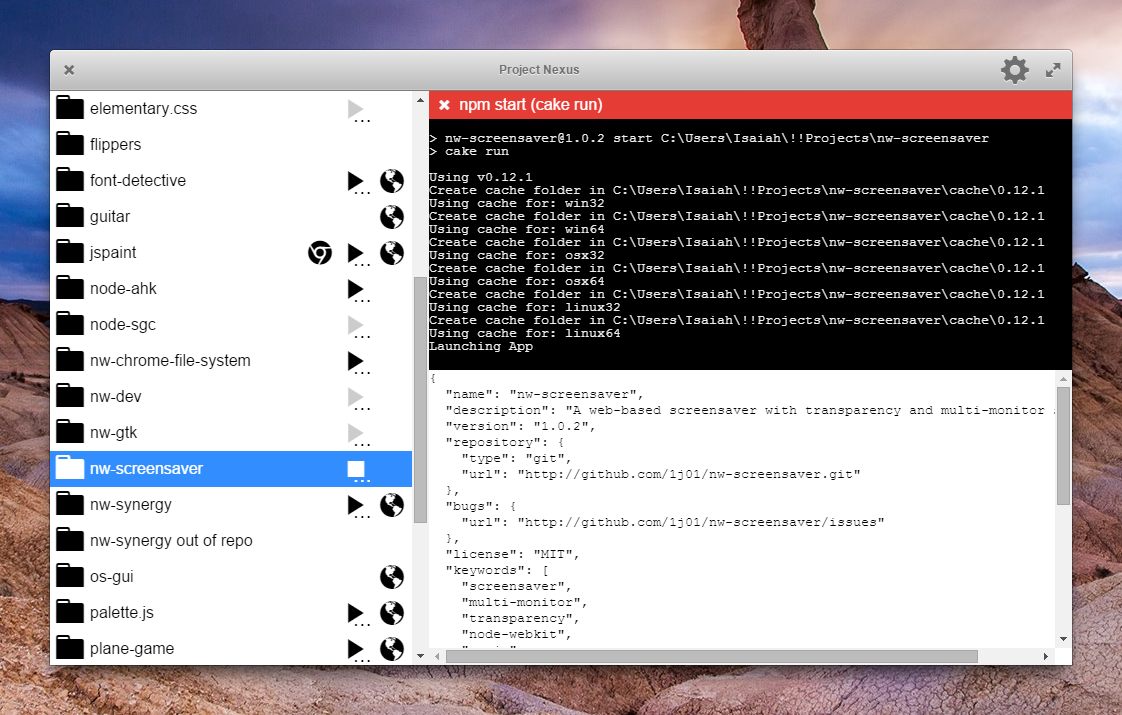 Project Nexus
elementary.css
...
flippers
font-detective
...
guitar
jspaint
...
node-ahk
...
node-sgc
...
nw-chrome-file-system
...
nw-dev
...
nw-gtk
...
nw-screensaver
...
nw-synergy
...
nw-synergy out of repo
os-gui
palette.js
...
plane-game
...
npm start (cake run)
> nw-screensaver@1.0.2 start C:\Users\Isaiah\!!Projects\nw-screensaver
> cake run
Using v0.12.1
Create cache folder in C:\Users\Isaiah\!!Projects\nw-screensaver\cache\0.12.1
Using cache for: win32
Create cache folder in C:\Users\Isaiah\!!Projects\nw-screensaver\cache\0.12.1
Using cache for: win64
Create cache folder in C:\Users\Isaiah\!!Projects\nw-screensaver\cache\0.12.1
Using cache for: osx32
Create cache folder in C:\Users\Isaiah\!!Projects\nw-screensaver\cache\0.12.1
Using cache for: osx64
Create cache folder in C:\Users\Isaiah\!!Projects\nw-screensaver\cache\0.12.1
Using cache for: linux32
Create cache folder in C:\Users\Isaiah\!!Projects\nw-screensaver\cache\0.12.1
Using cache for: linux64
Launching App
{
"name": "nw-screensaver",
"description": "A web-based screensaver with transparency and multi-monitor
"version": "1.0.2",
"repository": {
"type": "git",
"url": "http://github.com/1j01/nw-screensaver.git"
},
"bugs": {
"url": "http://github.com/1j01/nw-screensaver/issues"
},
"license": "MIT",
"keywords": [
"screensaver",
"multi-monitor",
"transparency",
"node-webkit",